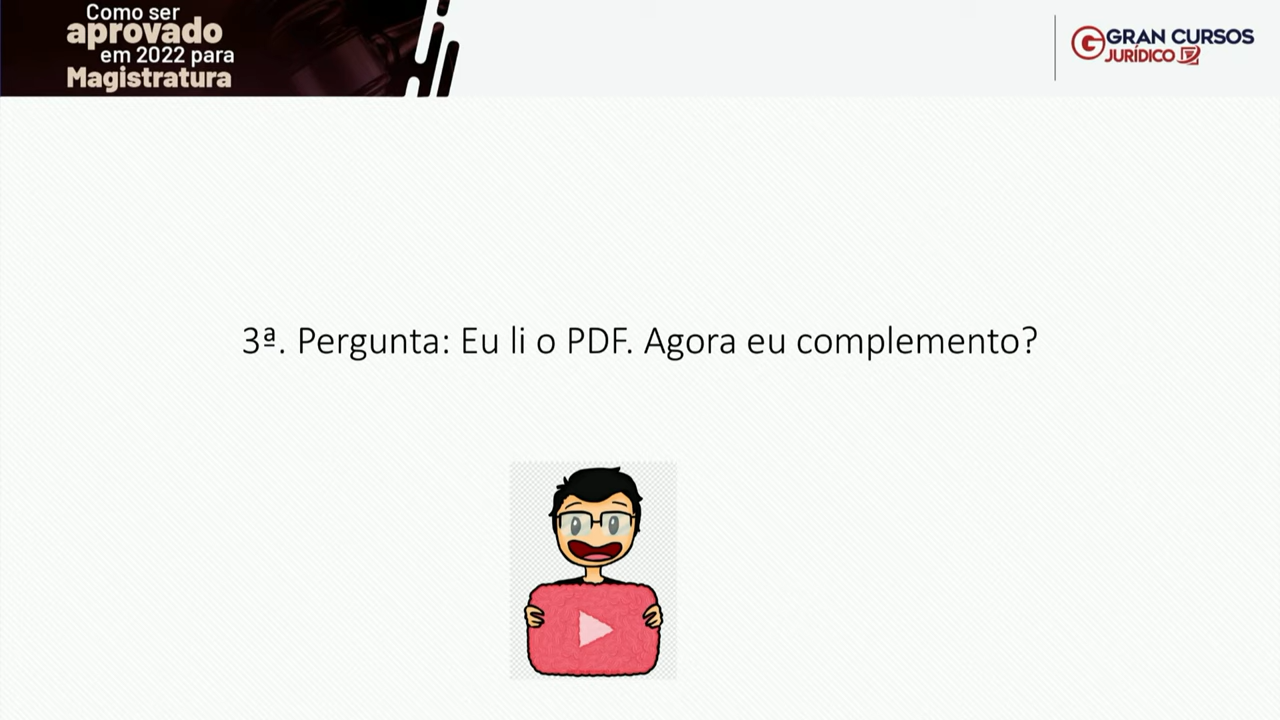 Como ser
aprovado
em 2022 para
Magistratura
GRAN CURSOS
JURÍDICO
3ª. Pergunta: Eu li o PDF. Agora eu complemento?